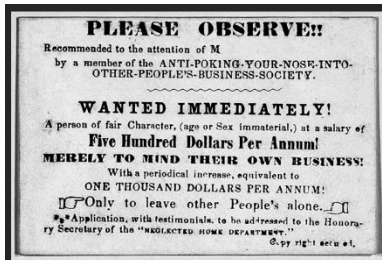 PLEASE OBSERVE!!
Recommended to the attention of M
by a member of the ANTI-POKING-YOUR-NOSE-INTO-
OTHER-PEOPLE'S-BUSINESS-SOCIETY.
WANTED IMMEDIATELY!
A person of fair Character, (age or Sex immaterial,) at a salary of
Five Hundred Dollars Per Annum!
MERELY TO MIND THEIR OWN BUSINESS!
With a periodical increase, equivalent to
ONE THOUSAND DOLLARS PER ANNUM!
☞Only to leave other People's alone.☜
*⁎*Application, with testimonials, to be addressed to the Honora-
ry Secretary of the "NEGLECTED HOME DEPARTMENT."
Copy right secured.